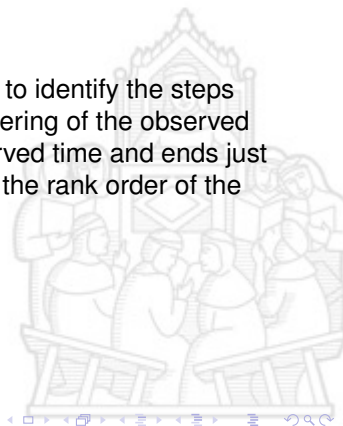 to identify the steps
ering of the observed
rved time and ends just
the rank order of the